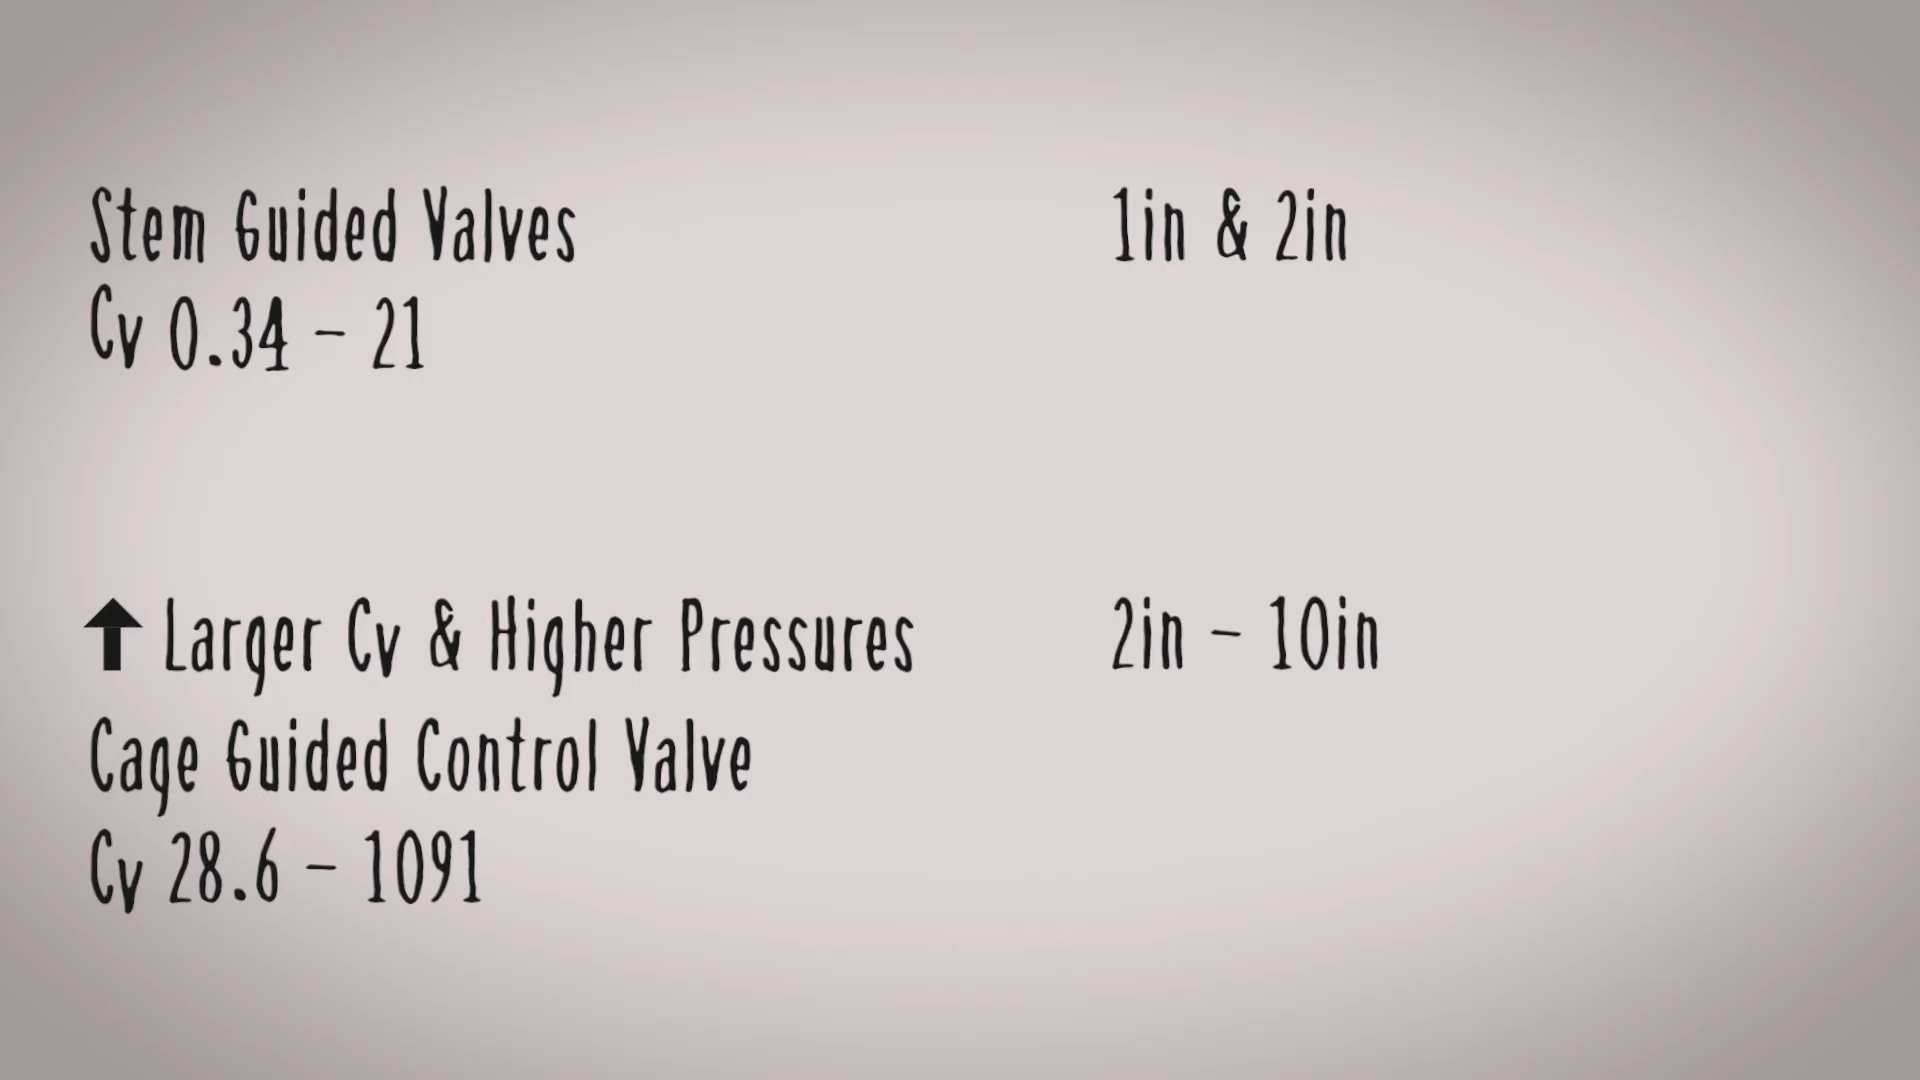 Stem Guided Valves
1in & 2in
Cv 0.34 - 21
⬆ Larger Cv & Higher Pressures
2in - 10in
Cage Guided Control Valve
Cv 28.6 - 1091